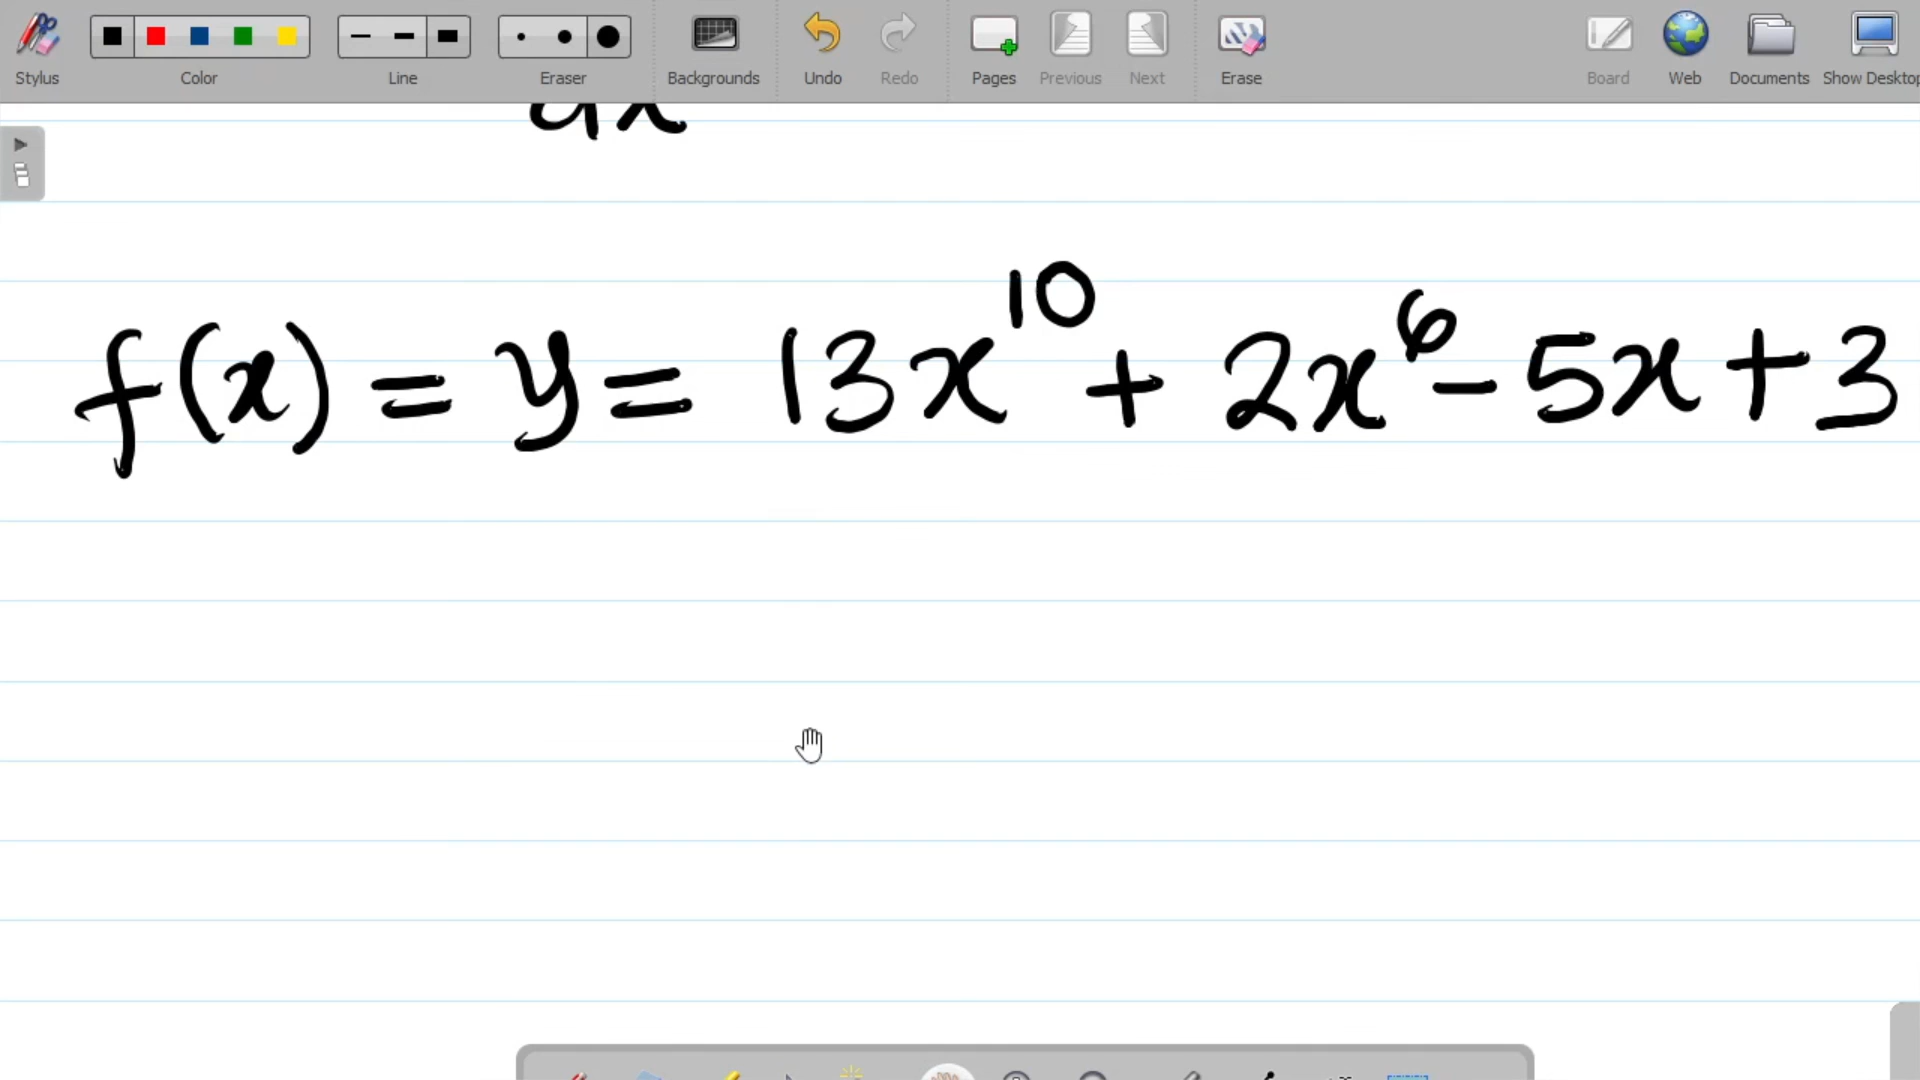 Stylus Color Line Eraser Backgrounds Undo Redo Pages Previous Next Erase Board Web Documents Show Desktop
dx
f(x) = y = 13x^10 + 2x^6 - 5x + 3